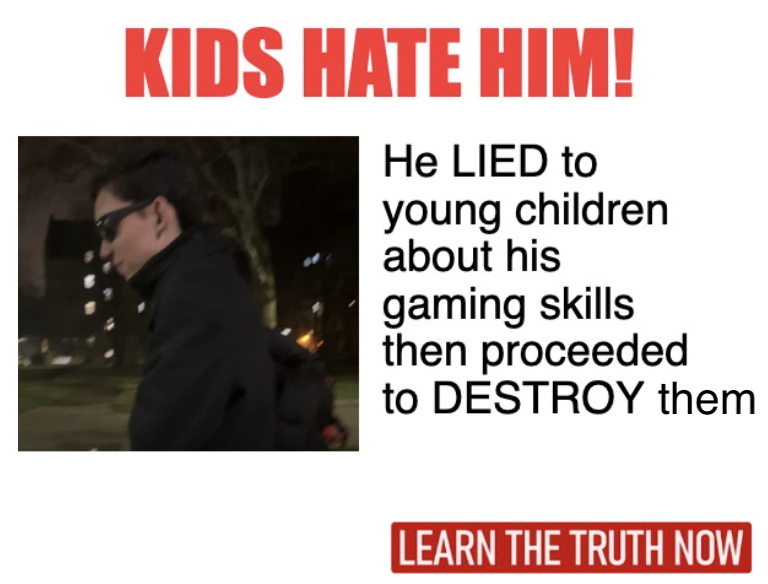 KIDS HATE HIM!
He LIED to
young children
about his
gaming skills
then proceeded
to DESTROY them
LEARN THE TRUTH NOW